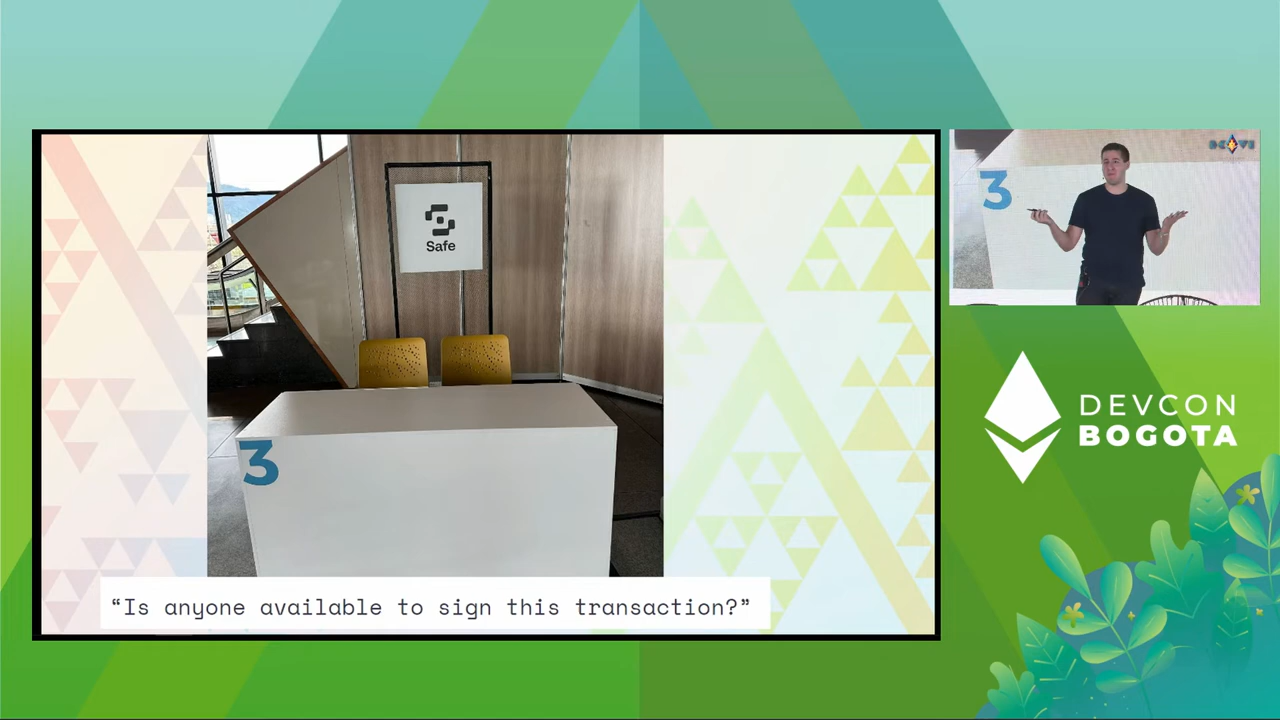 Safe
3
“Is anyone available to sign this transaction?”
3
DEVCON
BOGOTA